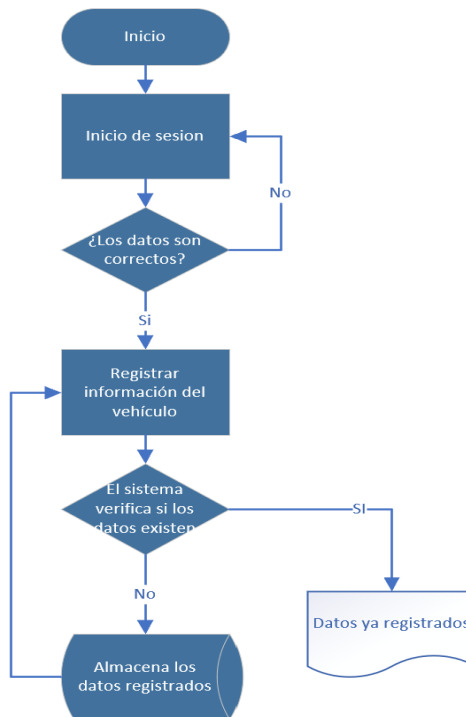 Inicio
Inicio de sesion
No
¿Los datos son
correctos?
Si
Registrar
información del
vehículo
El sistema
verifica si los
datos existen
SI
No
Datos ya registrados
Almacena los
datos registrados